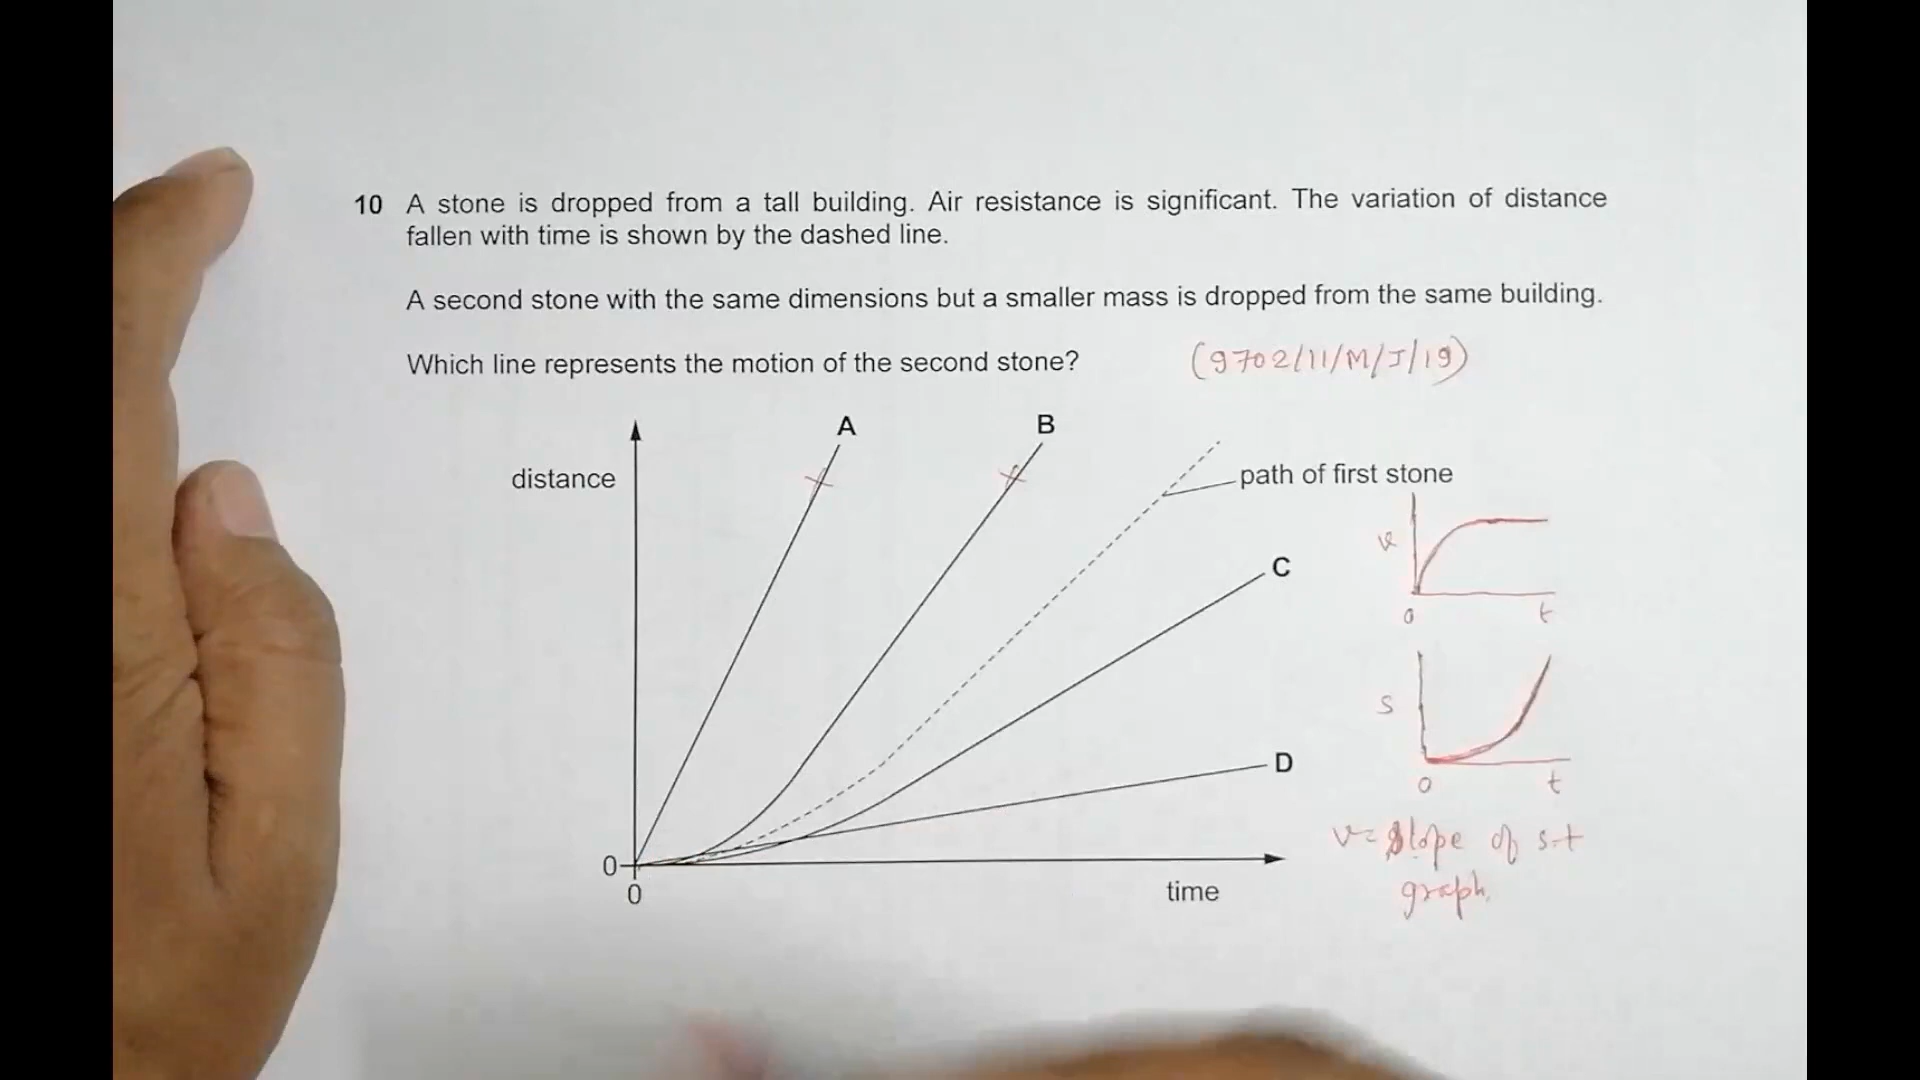 10 A stone is dropped from a tall building. Air resistance is significant. The variation of distance
fallen with time is shown by the dashed line.
A second stone with the same dimensions but a smaller mass is dropped from the same building.
Which line represents the motion of the second stone?
(9702/11/M/J/19)
A
B
distance
path of first stone
v
0
t
C
s
0
t
D
v = slope of s-t
graph.
0
0
time